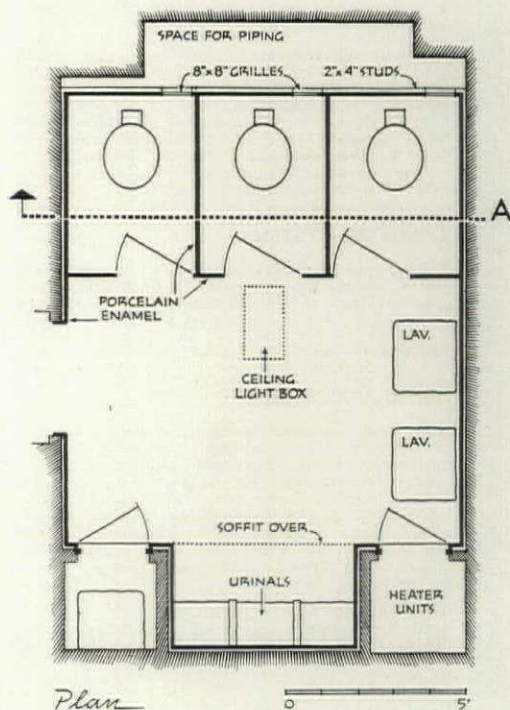 SPACE FOR PIPING
8"x 8" GRILLES
2"x 4" STUDS
A
PORCELAIN
ENAMEL
LAV.
CEILING
LIGHT BOX
LAV.
SOFFIT OVER
URINALS
HEATER
UNITS
Plan
0 5'